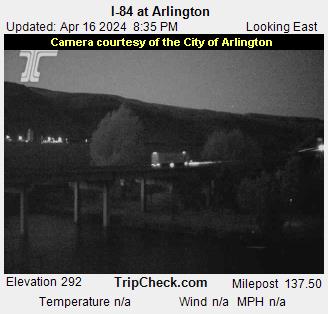 I-84 at Arlington
Updated: Apr 16 2024 8:35 PM Looking East
Camera courtesy of the City of Arlington
Elevation 292 TripCheck.com Milepost 137.50
Temperature n/a Wind n/a MPH n/a